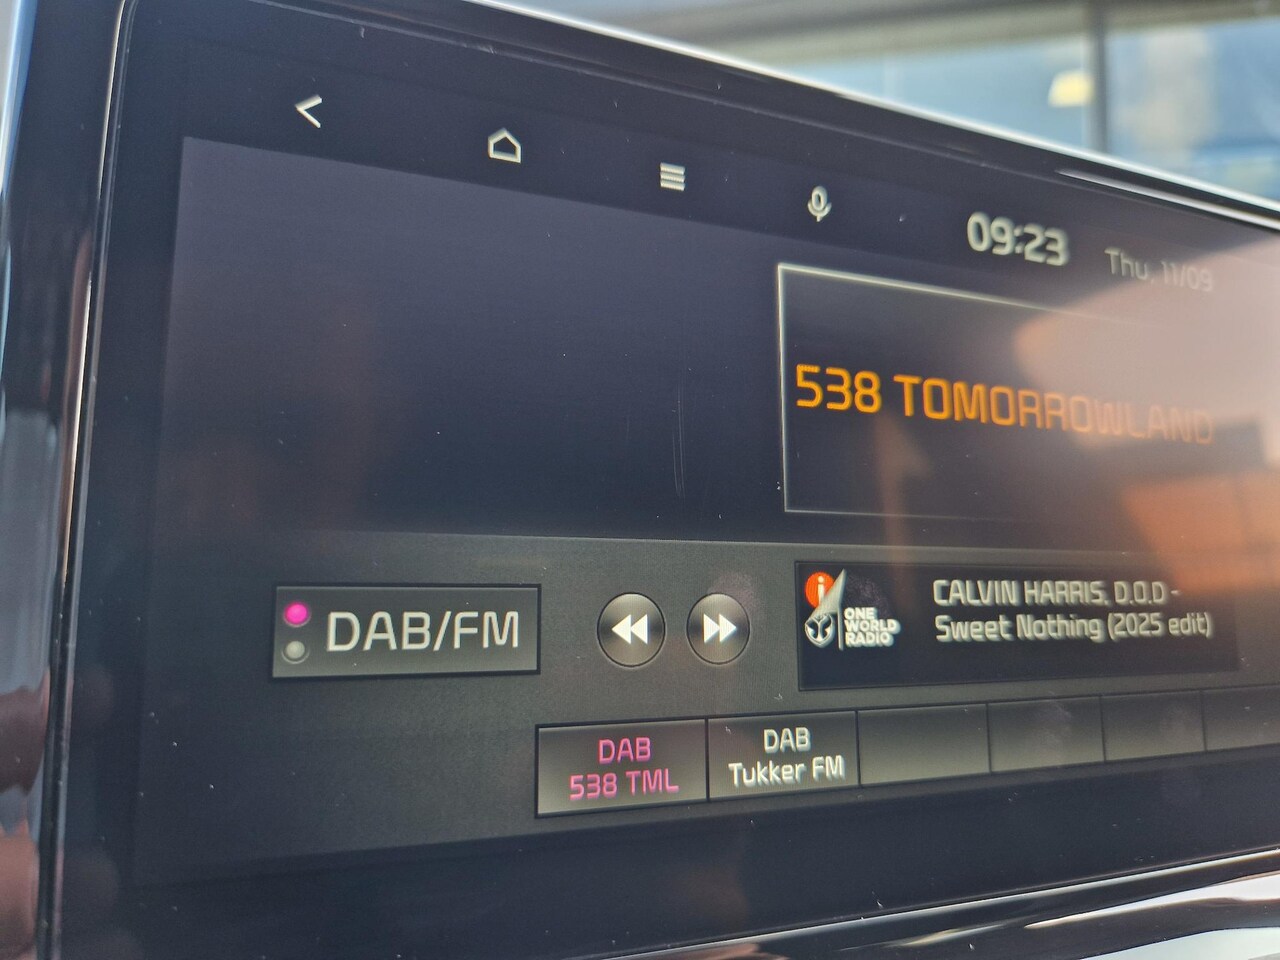 09:23 Thu, 11/09
538 TOMORROWLAND
DAB/FM
i
ONE
WORLD
RADIO
CALVIN HARRIS, D.O.D -
Sweet Nothing (2025 edit)
DAB
538 TML
DAB
Tukker FM